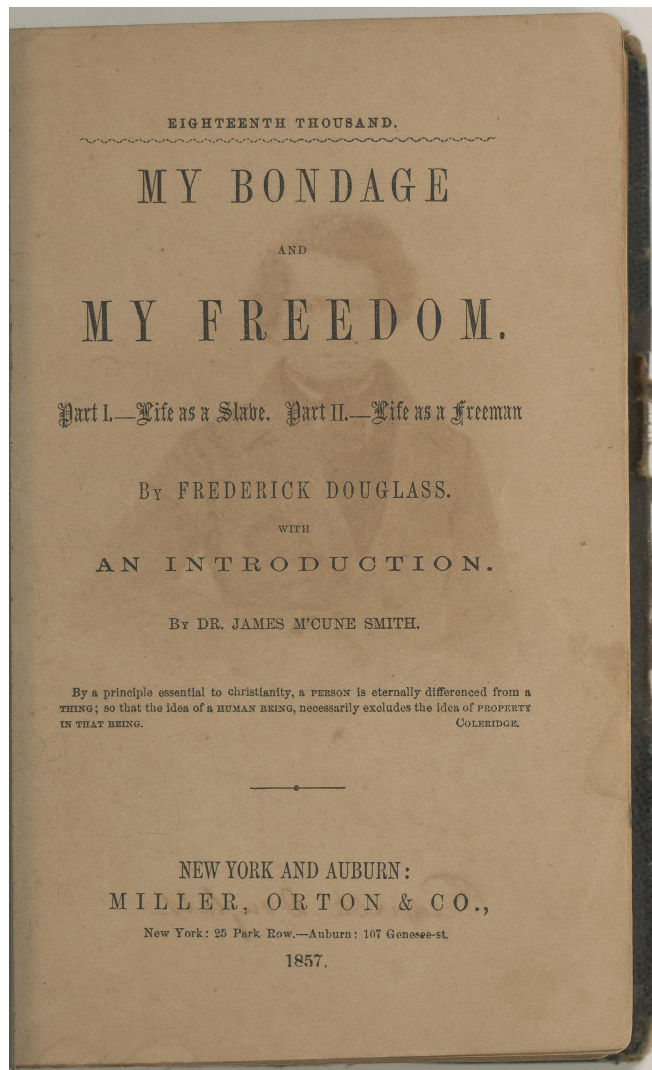 EIGHTEENTH THOUSAND.
MY BONDAGE
AND
MY FREEDOM.
Part I.—Life as a Slave. Part II.—Life as a Freeman
By FREDERICK DOUGLASS.
WITH
AN INTRODUCTION.
By DR. JAMES M'CUNE SMITH.
By a principle essential to christianity, a PERSON is eternally differenced from a
THING; so that the idea of a HUMAN BEING, necessarily excludes the idea of PROPERTY
IN THAT BEING. COLERIDGE.
NEW YORK AND AUBURN:
MILLER, ORTON & CO.,
New York: 25 Park Row.—Auburn: 107 Genesee-st.
1857.